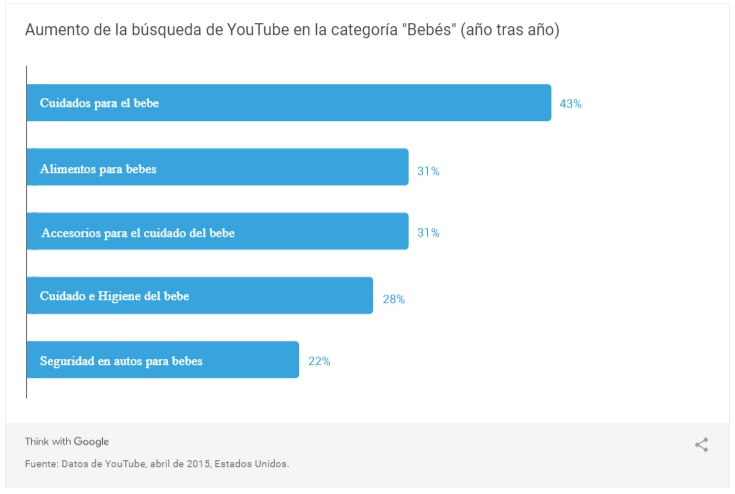 Aumento de la búsqueda de YouTube en la categoría "Bebés" (año tras año)
Cuidados para el bebe 43%
Alimentos para bebes 31%
Accesorios para el cuidado del bebe 31%
Cuidado e Higiene del bebe 28%
Seguridad en autos para bebes 22%
Think with Google
Fuente: Datos de YouTube, abril de 2015, Estados Unidos.